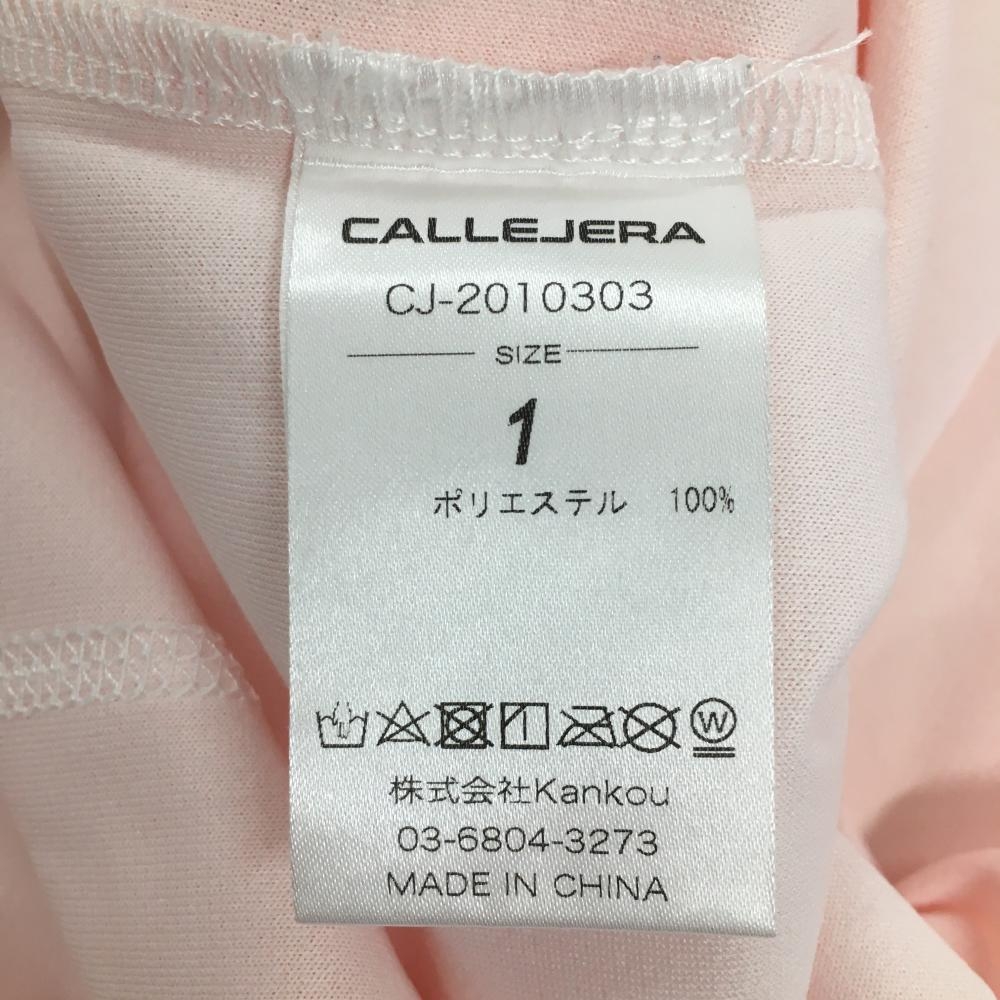 CALLEJERA
CJ-2010303
SIZE
1
ポリエステル 100%
W
株式会社Kankou
03-6804-3273
MADE IN CHINA